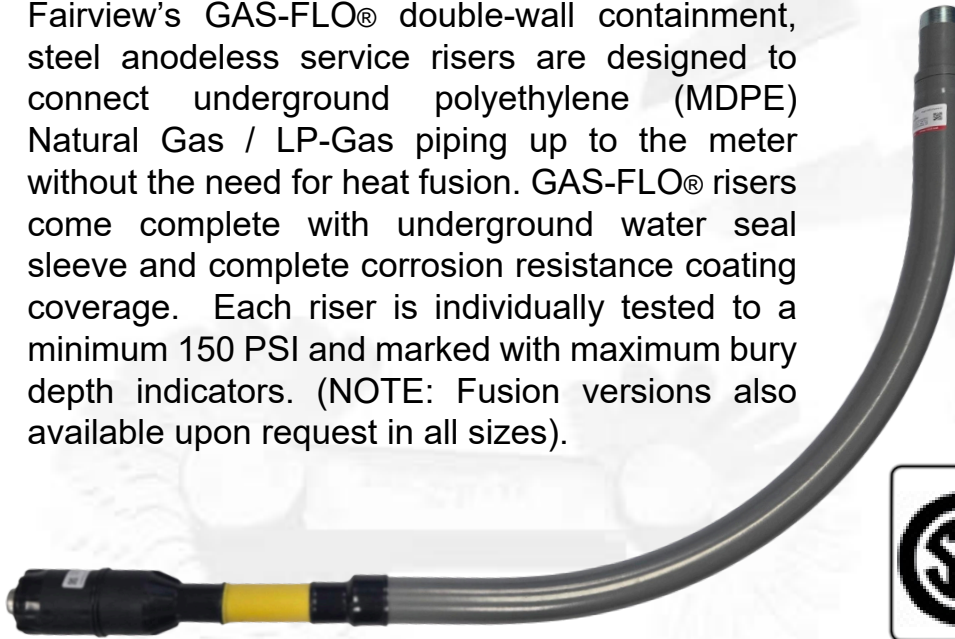 Fairview's GAS-FLO® double-wall containment,
steel anodeless service risers are designed to
connect underground polyethylene (MDPE)
Natural Gas / LP-Gas piping up to the meter
without the need for heat fusion. GAS-FLO® risers
come complete with underground water seal
sleeve and complete corrosion resistance coating
coverage. Each riser is individually tested to a
minimum 150 PSI and marked with maximum bury
depth indicators. (NOTE: Fusion versions also
available upon request in all sizes).